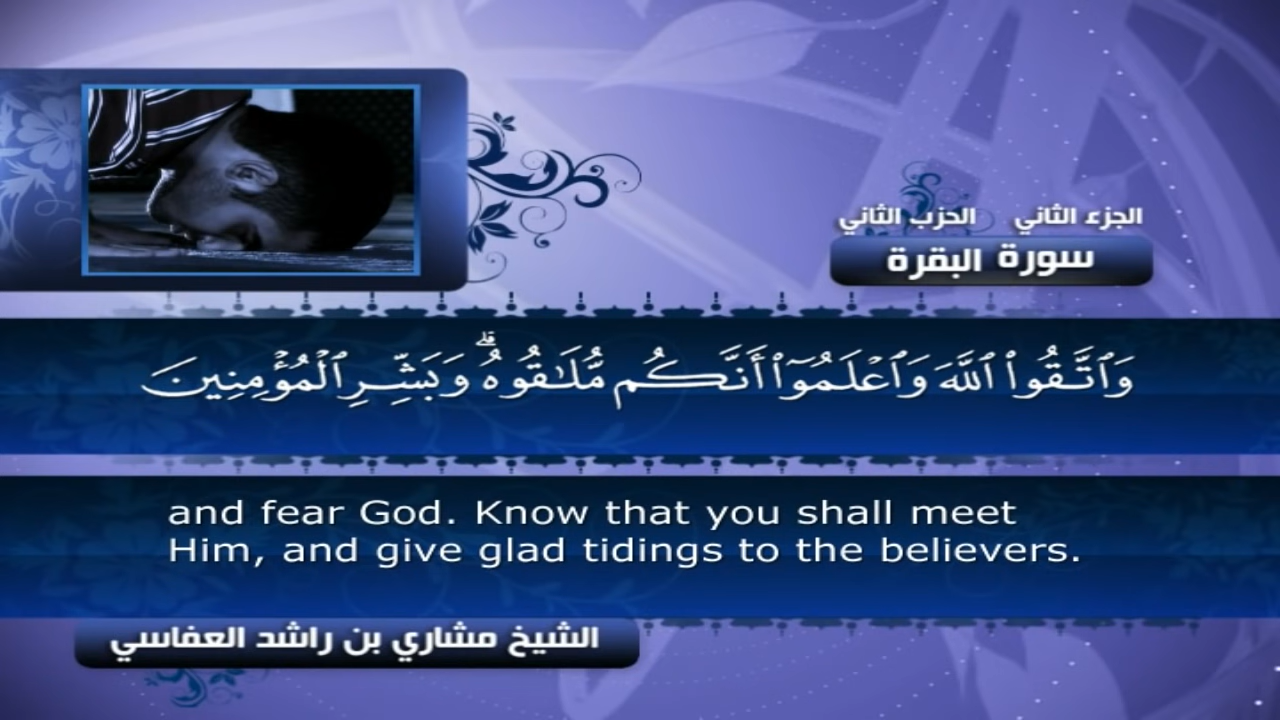 الجزء الثاني الحزب الثاني
سورة البقرة
وَٱتَّقُوا۟ ٱللَّهَ وَٱعْلَمُوٓا۟ أَنَّكُم مُّلَـٰقُوهُ ۗ وَبَشِّرِ ٱلْمُؤْمِنِينَ
and fear God. Know that you shall meet
Him, and give glad tidings to the believers.
الشيخ مشاري بن راشد العفاسي